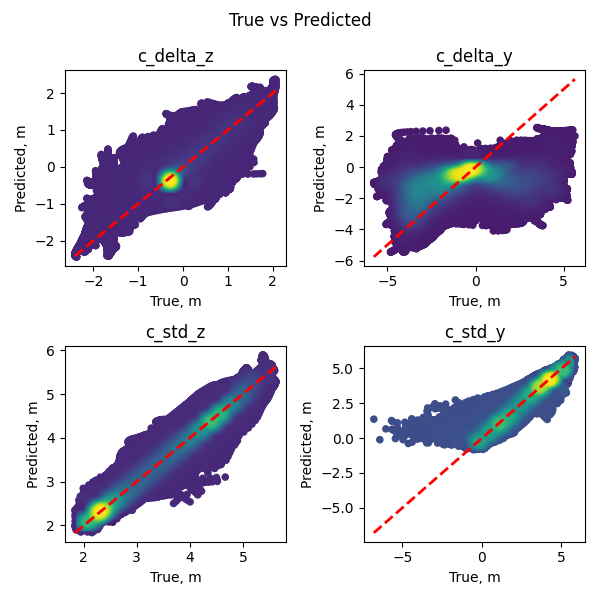 True vs Predicted
c_delta_z
c_delta_y
Predicted, m
2
1
0
−1
−2
−2
−1
0
1
2
True, m
Predicted, m
6
4
2
0
−2
−4
−6
−5
0
5
True, m
c_std_z
c_std_y
Predicted, m
6
5
4
3
2
2
3
4
5
True, m
Predicted, m
5.0
2.5
0.0
−2.5
−5.0
−5
0
5
True, m